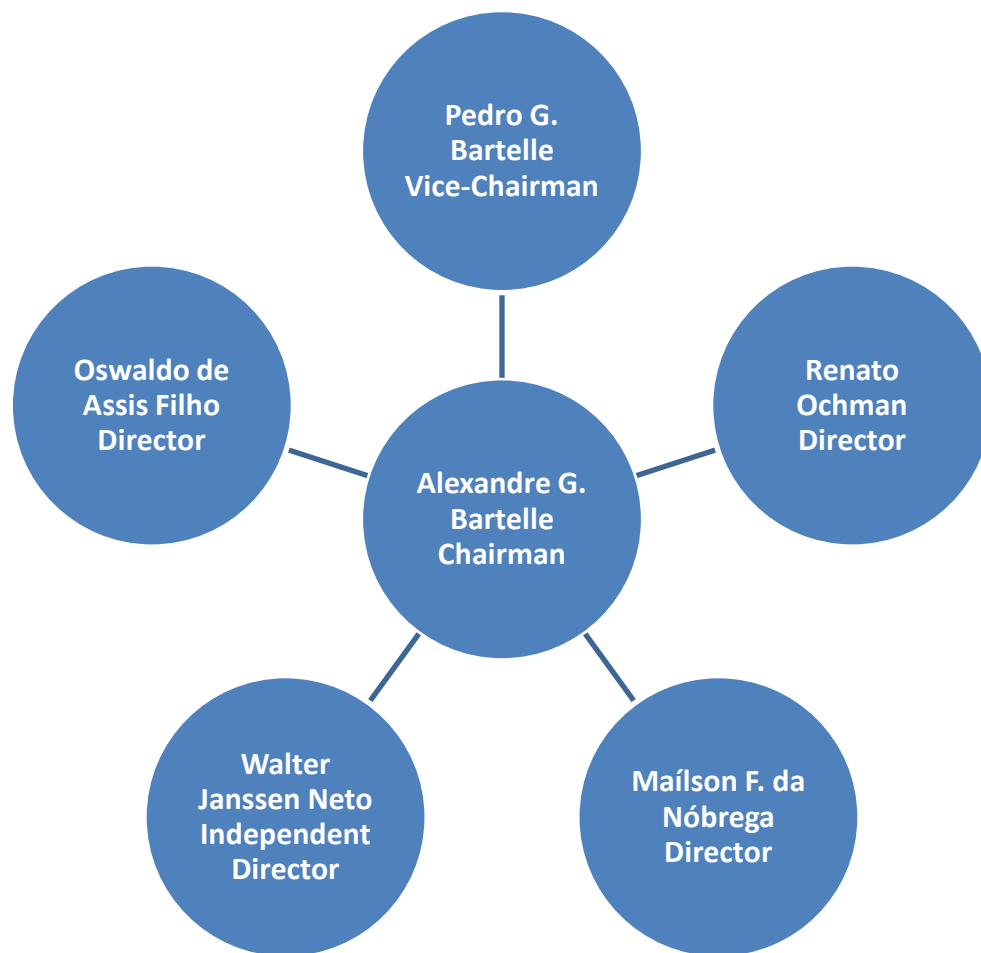 Pedro G.
Bartelle
Vice-Chairman
Oswaldo de
Assis Filho
Director
Renato
Ochman
Director
Alexandre G.
Bartelle
Chairman
Walter
Janssen Neto
Independent
Director
Maílson F. da
Nóbrega
Director